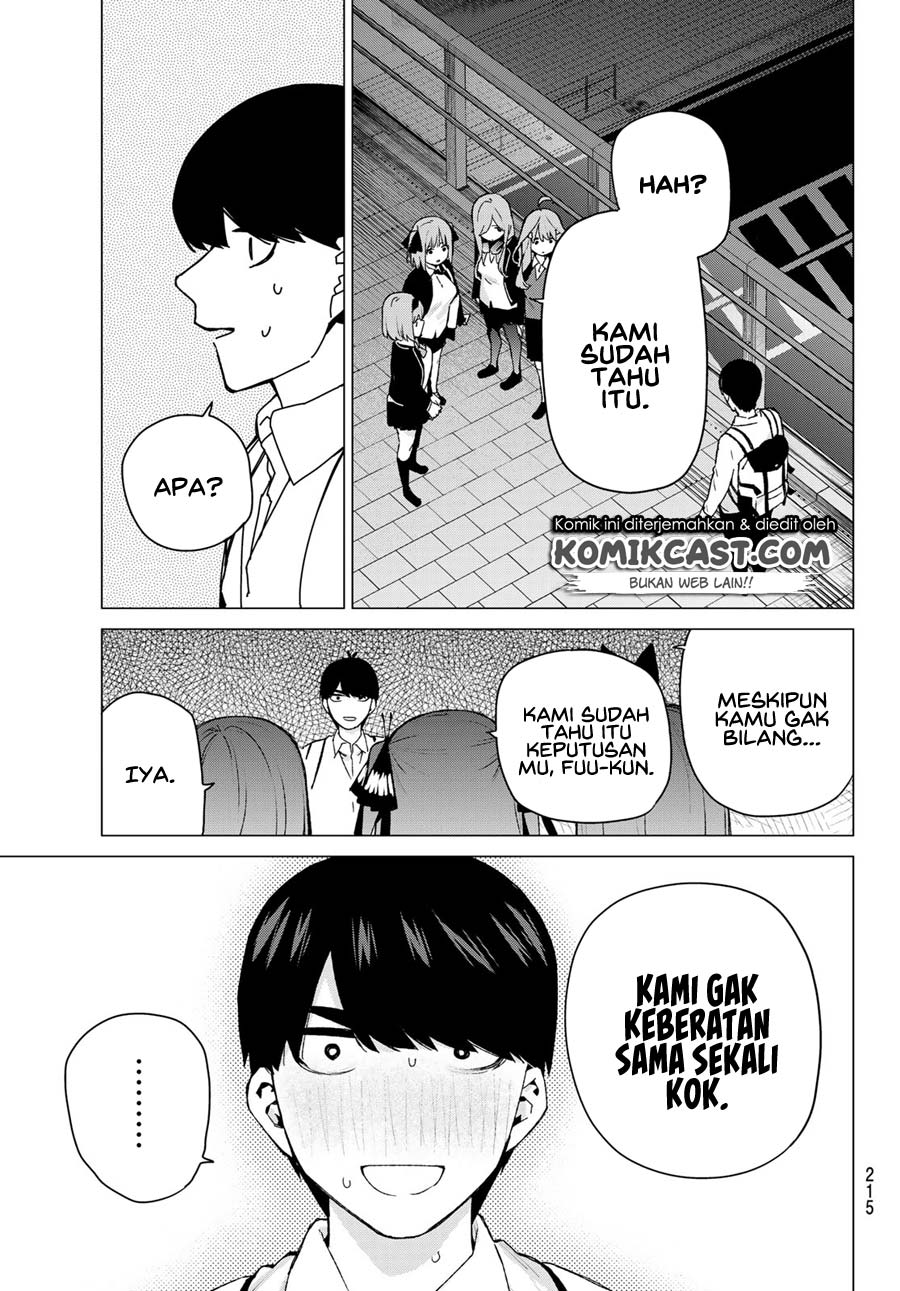 HAH?
KAMI
SUDAH
TAHU
ITU.
APA?
Komik ini diterjemahkan & diedit oleh
KOMIKCAST.COM
BUKAN WEB LAIN!!
MESKIPUN
KAMU GAK
BILANG...
KAMI SUDAH
TAHU ITU
KEPUTUSAN
MU, FUU-KUN.
IYA.
KAMI GAK
KEBERATAN
SAMA SEKALI
KOK.
.........
215